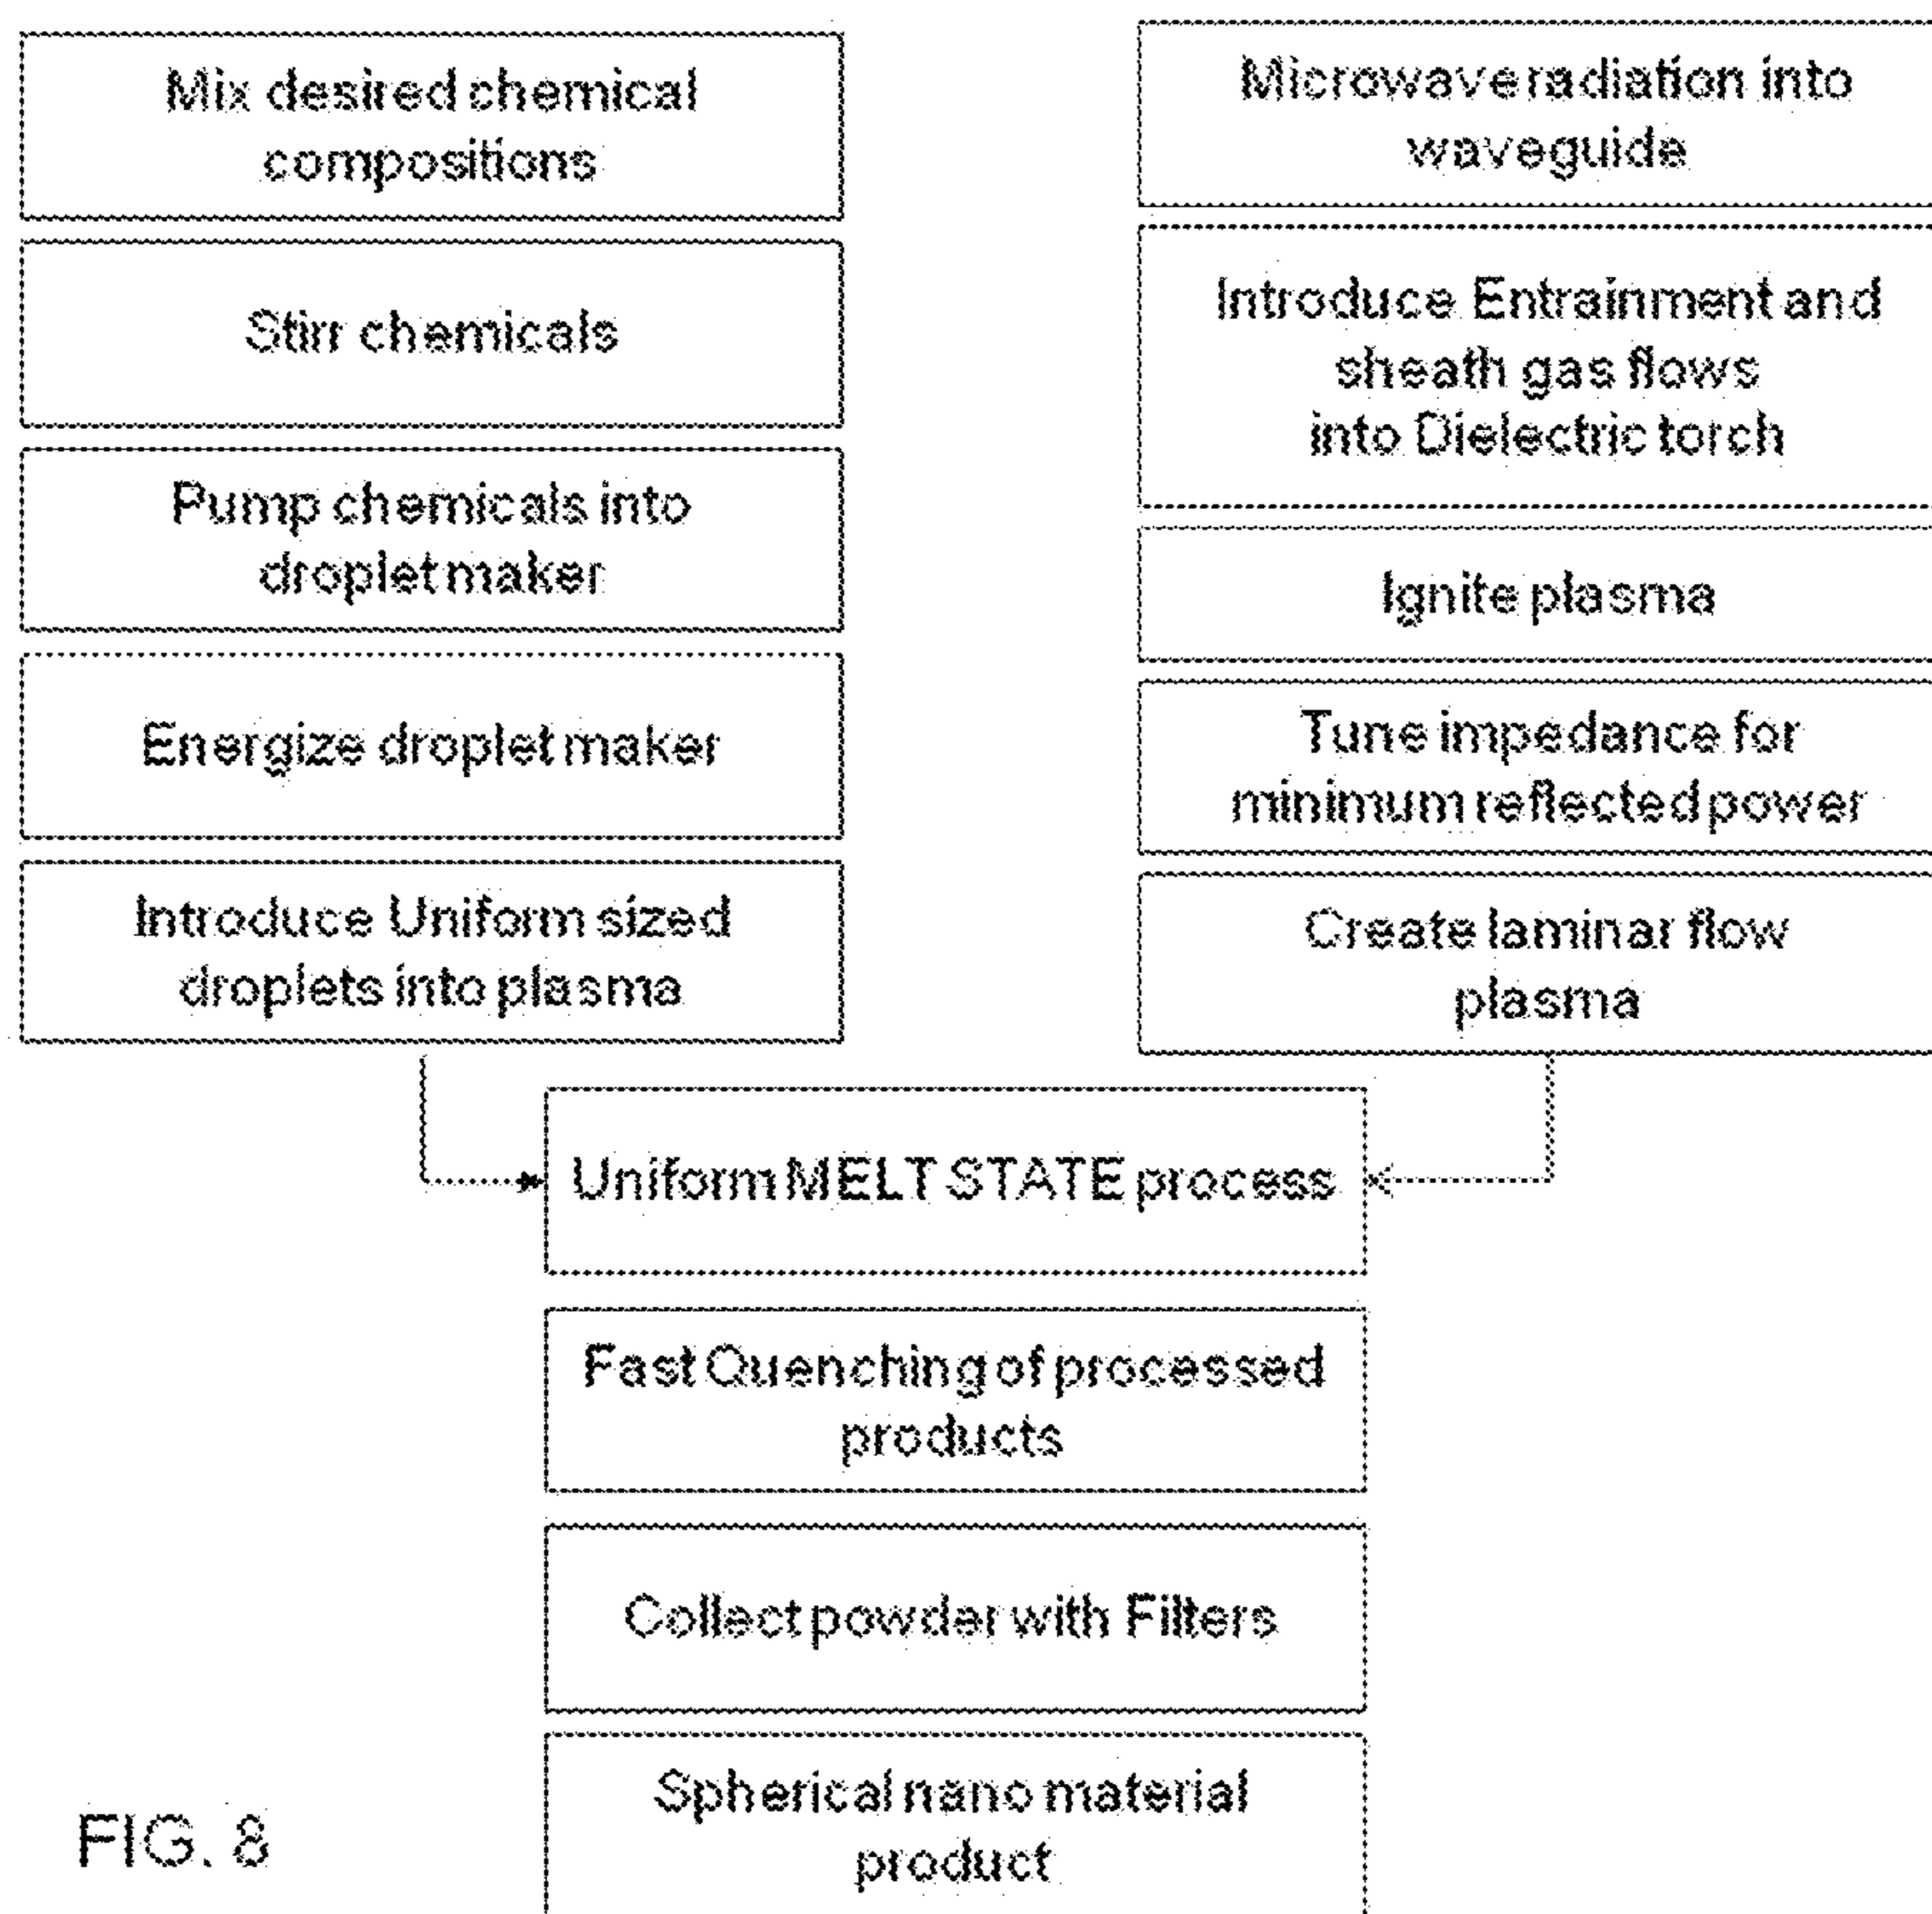 Mix desired chemical
compositions
Stirr chemicals
Pump chemicals into
droplet maker
Energize droplet maker
Introduce Uniform sized
droplets into plasma
Microwave radiation into
waveguide
Introduce Entrainment and
sheath gas flows
into Dielectric torch
Ignite plasma
Tune impedance for
minimum reflected power
Create laminar flow
plasma
Uniform MELT STATE process
Fast Quenching of processed
products
Collect powder with Filters
Spherical nano material
product
FIG. 8